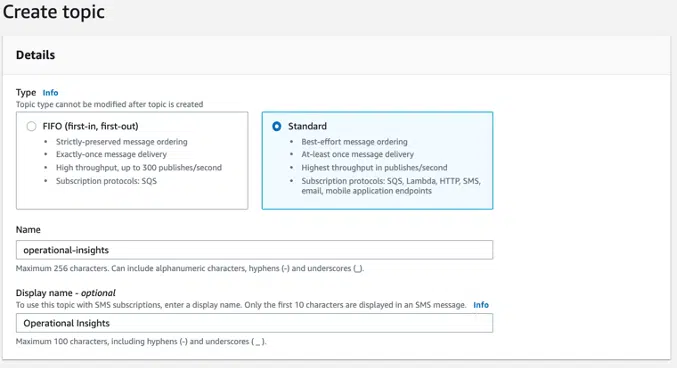 Create topic
Details
Type Info
Topic type cannot be modified after topic is created
FIFO (first-in, first-out)
• Strictly-preserved message ordering
• Exactly-once message delivery
• High throughput, up to 300 publishes/second
• Subscription protocols: SQS
Standard
• Best-effort message ordering
• At-least once message delivery
• Highest throughput in publishes/second
• Subscription protocols: SQS, Lambda, HTTP, SMS,
email, mobile application endpoints
Name
operational-insights
Maximum 256 characters. Can include alphanumeric characters, hyphens (-) and underscores (_).
Display name - optional
To use this topic with SMS subscriptions, enter a display name. Only the first 10 characters are displayed in an SMS message. Info
Operational Insights
Maximum 100 characters, including hyphens (-) and underscores ( _ ).